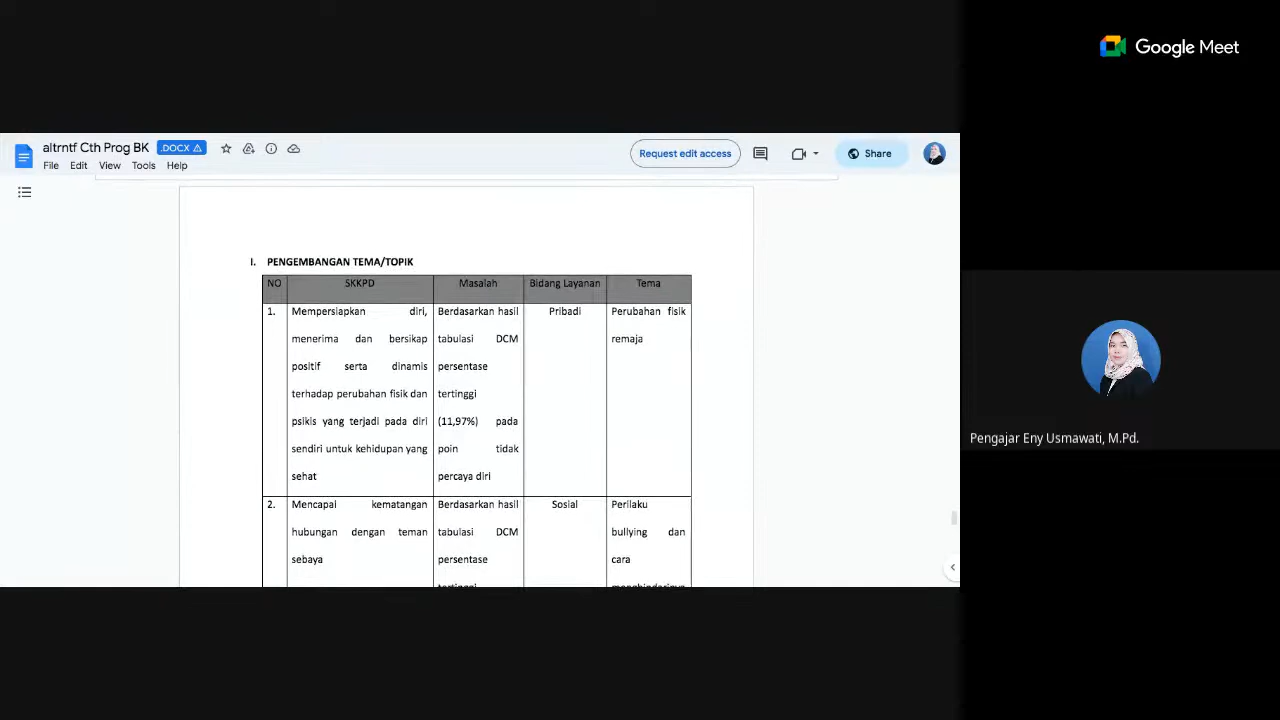 Google Meet
altrntf Cth Prog BK .DOCX
File Edit View Tools Help
Request edit access
Share
I. PENGEMBANGAN TEMA/TOPIK
NO SKKPD Masalah Bidang Layanan Tema
1. Mempersiapkan diri, Berdasarkan hasil Pribadi Perubahan fisik
menerima dan bersikap tabulasi DCM remaja
positif serta dinamis persentase
terhadap perubahan fisik dan tertinggi
psikis yang terjadi pada diri (11,97%) pada
sendiri untuk kehidupan yang poin tidak
sehat percaya diri
2. Mencapai kematangan Berdasarkan hasil Sosial Perilaku
hubungan dengan teman tabulasi DCM bullying dan
sebaya persentase cara
Pengajar Eny Usmawati, M.Pd.